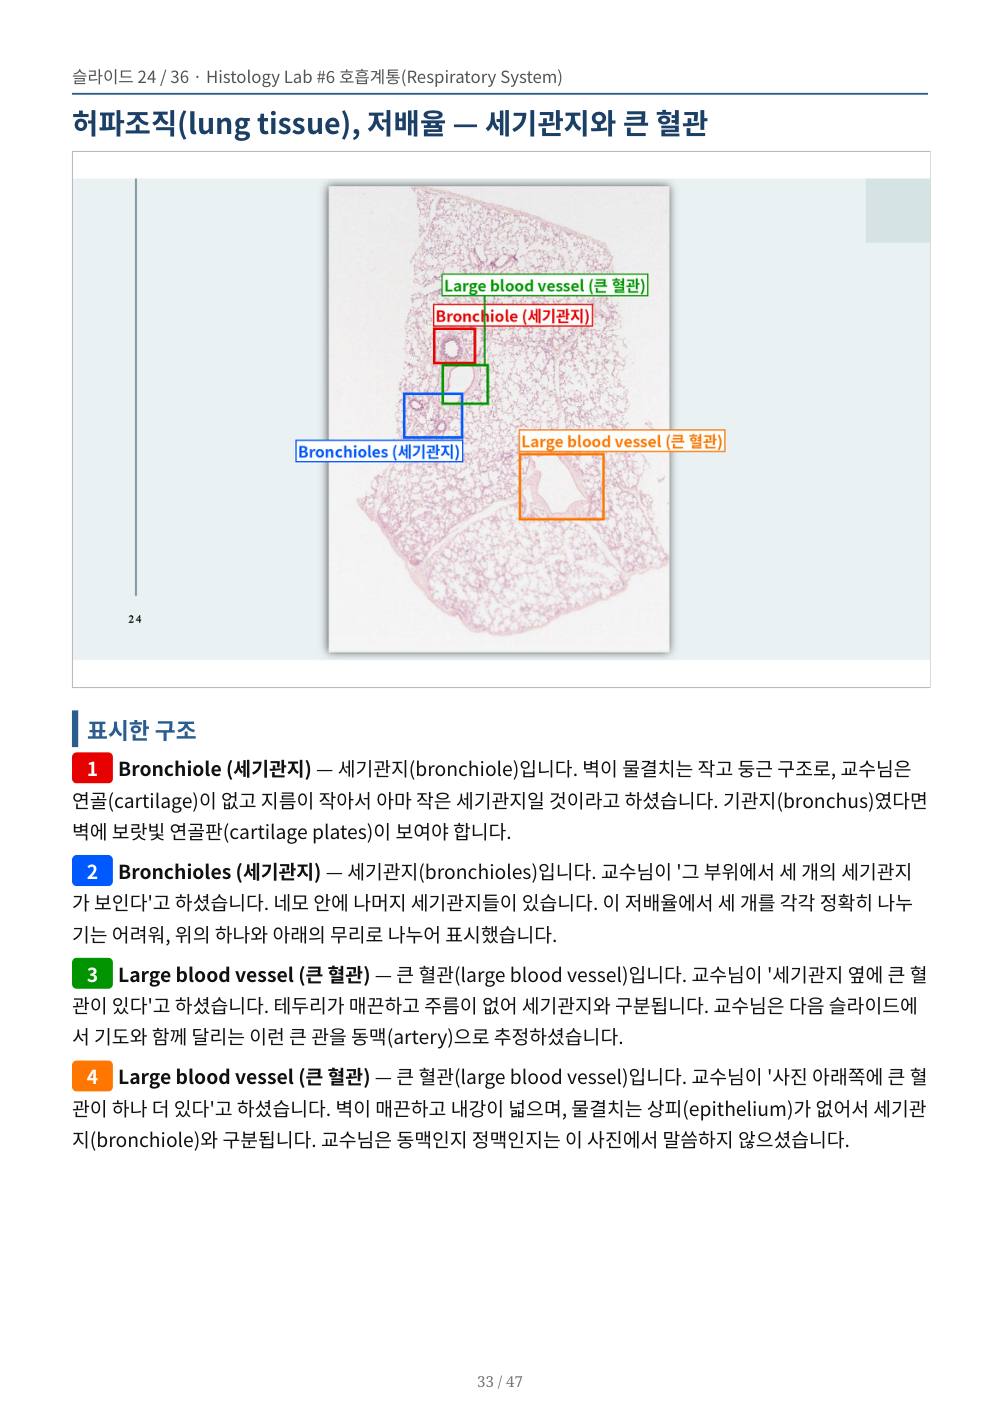 슬라이드 24 / 36 · Histology Lab #6 호흡계통(Respiratory System)
허파조직(lung tissue), 저배율 — 세기관지와 큰 혈관
Large blood vessel (큰 혈관)
Bronchiole (세기관지)
Large blood vessel (큰 혈관)
Bronchioles (세기관지)
24
표시한 구조
1 Bronchiole (세기관지) — 세기관지(bronchiole)입니다. 벽이 물결치는 작고 둥근 구조로, 교수님은
연골(cartilage)이 없고 지름이 작아서 아마 작은 세기관지일 것이라고 하셨습니다. 기관지(bronchus)였다면
벽에 보랏빛 연골판(cartilage plates)이 보여야 합니다.
2 Bronchioles (세기관지) — 세기관지(bronchioles)입니다. 교수님이 '그 부위에서 세 개의 세기관지
가 보인다'고 하셨습니다. 네모 안에 나머지 세기관지들이 있습니다. 이 저배율에서 세 개를 각각 정확히 나누
기는 어려워, 위의 하나와 아래의 무리로 나누어 표시했습니다.
3 Large blood vessel (큰 혈관) — 큰 혈관(large blood vessel)입니다. 교수님이 '세기관지 옆에 큰 혈
관이 있다'고 하셨습니다. 테두리가 매끈하고 주름이 없어 세기관지와 구분됩니다. 교수님은 다음 슬라이드에
서 기도와 함께 달리는 이런 큰 관을 동맥(artery)으로 추정하셨습니다.
4 Large blood vessel (큰 혈관) — 큰 혈관(large blood vessel)입니다. 교수님이 '사진 아래쪽에 큰 혈
관이 하나 더 있다'고 하셨습니다. 벽이 매끈하고 내강이 넓으며, 물결치는 상피(epithelium)가 없어서 세기관
지(bronchiole)와 구분됩니다. 교수님은 동맥인지 정맥인지는 이 사진에서 말씀하지 않으셨습니다.
33 / 47